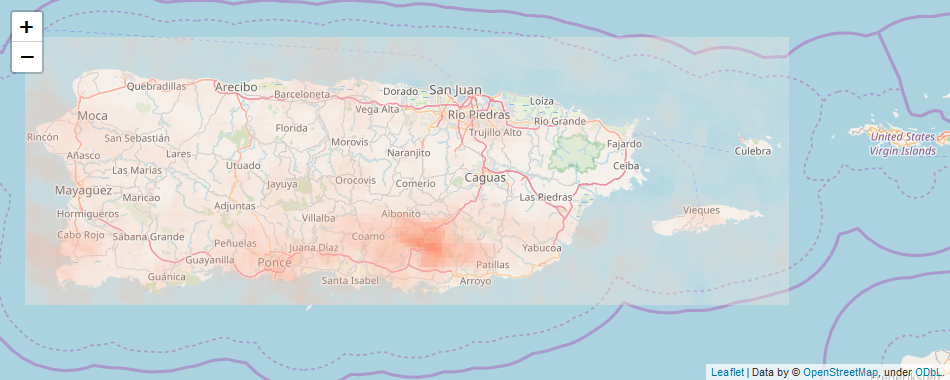 +
−
Quebradillas
Arecibo
Barceloneta
Dorado
San Juan
Loíza
Moca
Vega Alta
Río Piedras
Río Grande
Rincón
San Sebastián
Florida
Trujillo Alto
Fajardo
United States
Virgin Islands
Añasco
Lares
Morovis
Naranjito
Culebra
Las Marías
Utuado
Ceiba
Mayagüez
Jayuya
Orocovis
Comerío
Caguas
Maricao
Las Piedras
Hormigueros
Adjuntas
Villalba
Aibonito
Vieques
Cabo Rojo
Sábana Grande
Peñuelas
Juana Díaz
Coamo
Yabucoa
Guayanilla
Ponce
Patillas
Guánica
Santa Isabel
Arroyo
Leaflet | Data by © OpenStreetMap, under ODbL.